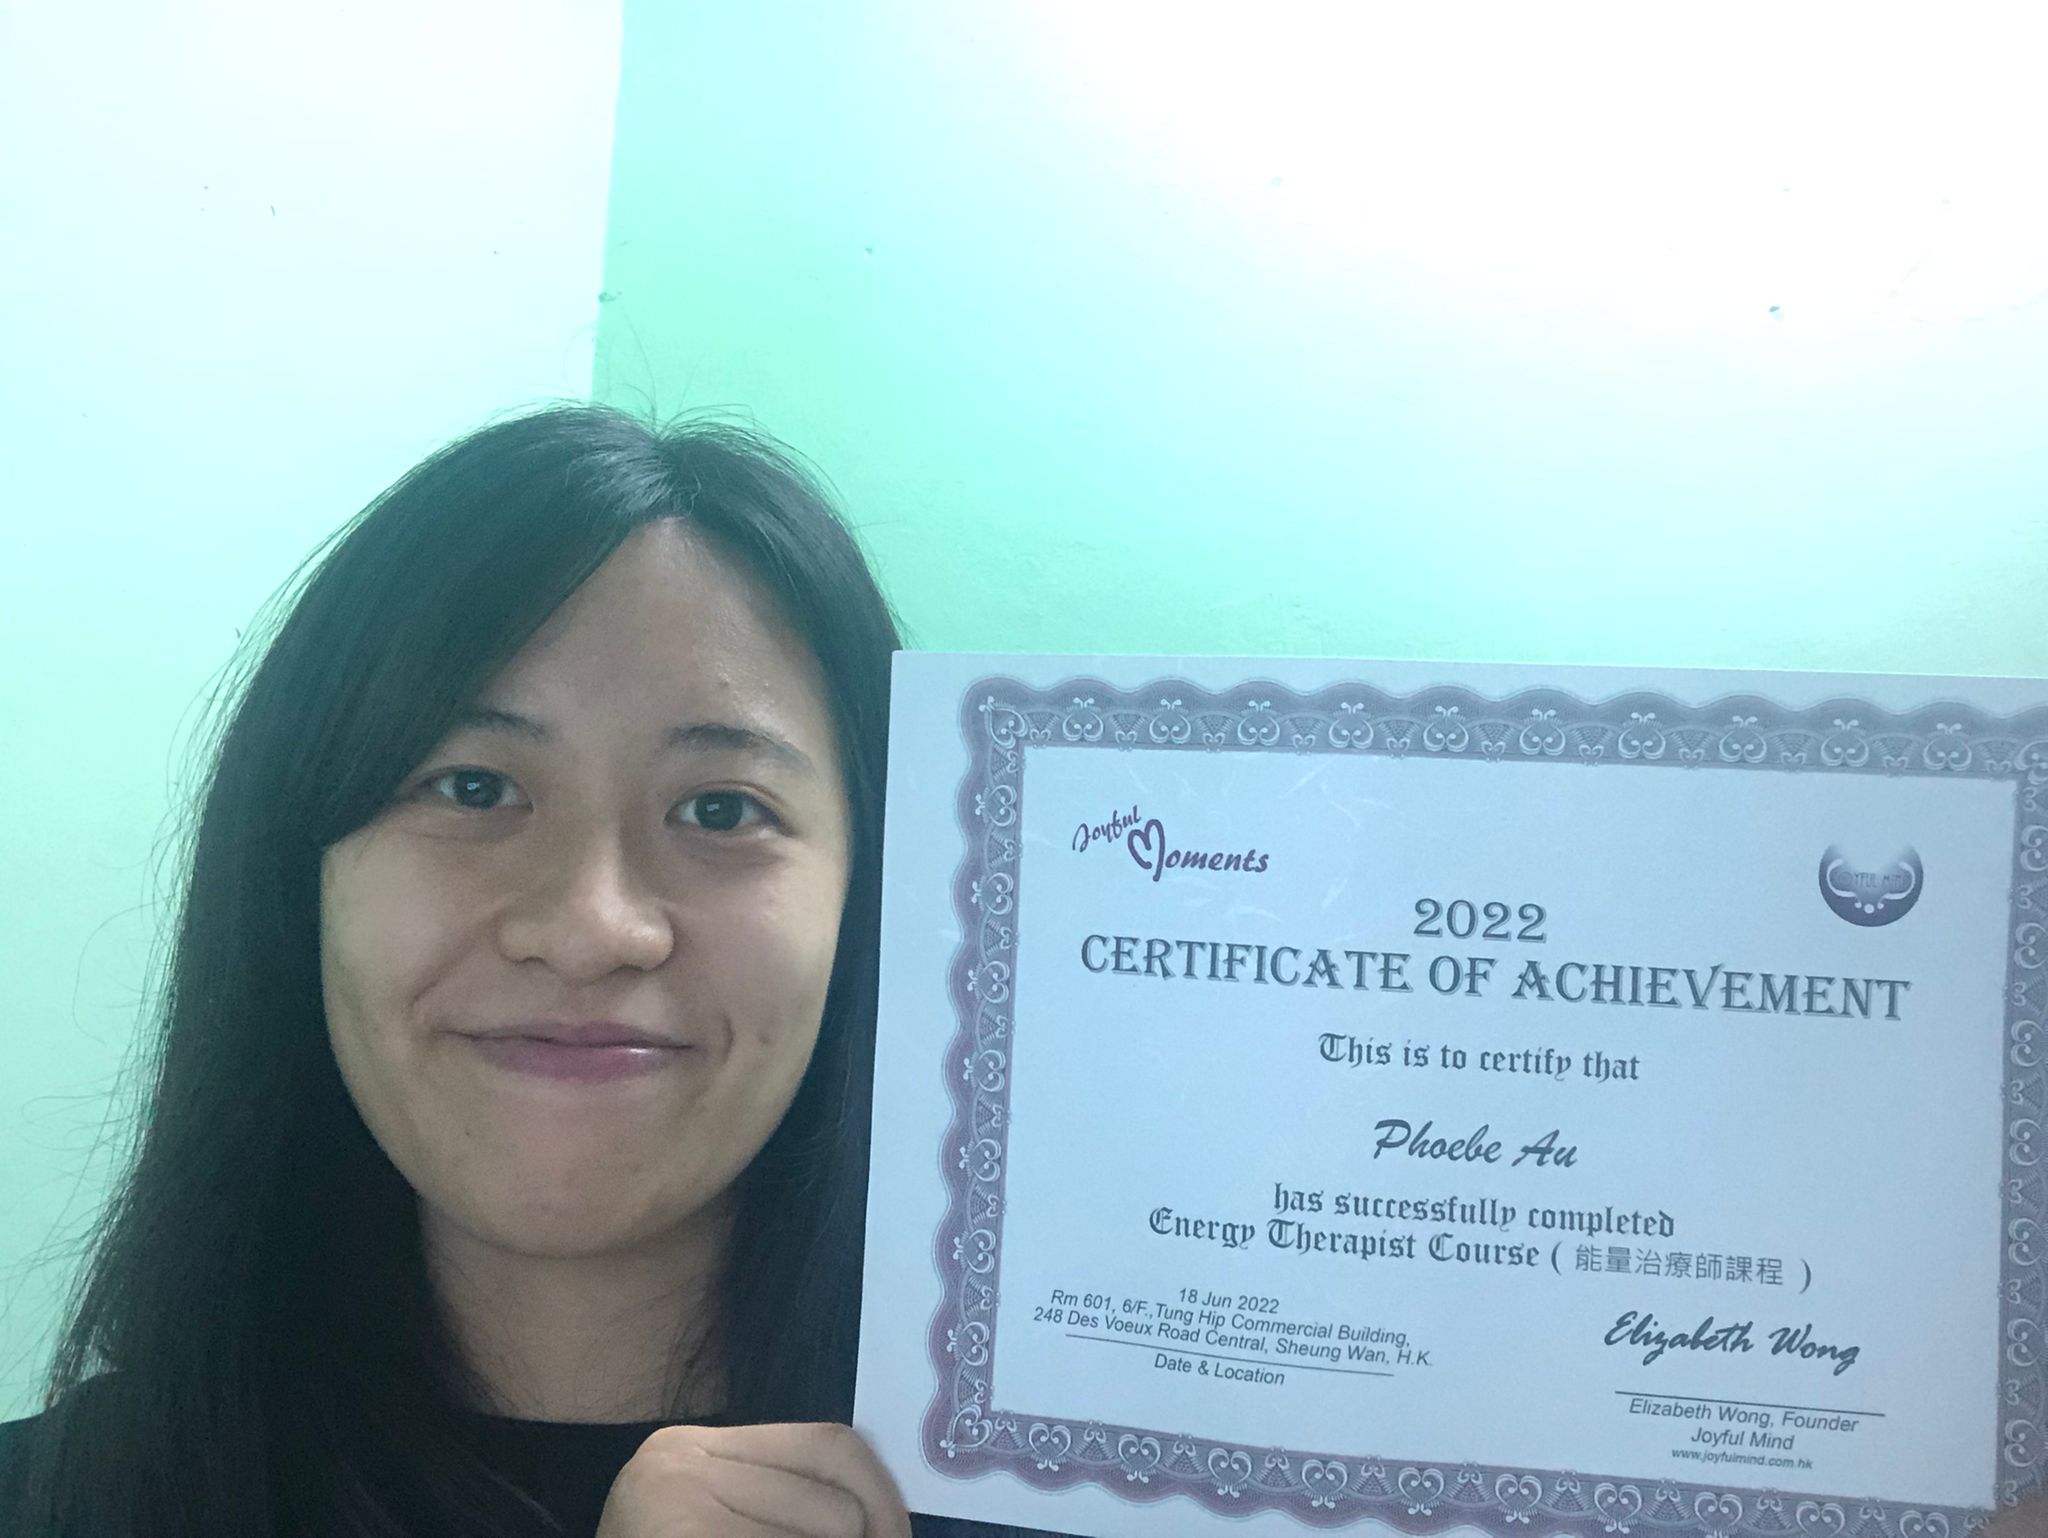 Joyful
Moments
JOYFUL MIND
2022
CERTIFICATE OF ACHIEVEMENT
This is to certify that
Phoebe Au
has successfully completed
Energy Therapist Course ( 能量治療師課程 )
18 Jun 2022
Rm 601, 6/F.,Tung Hip Commercial Building,
248 Des Voeux Road Central, Sheung Wan, H.K.
Date & Location
Elizabeth Wong
Elizabeth Wong, Founder
Joyful Mind
www.joyfulmind.com.hk